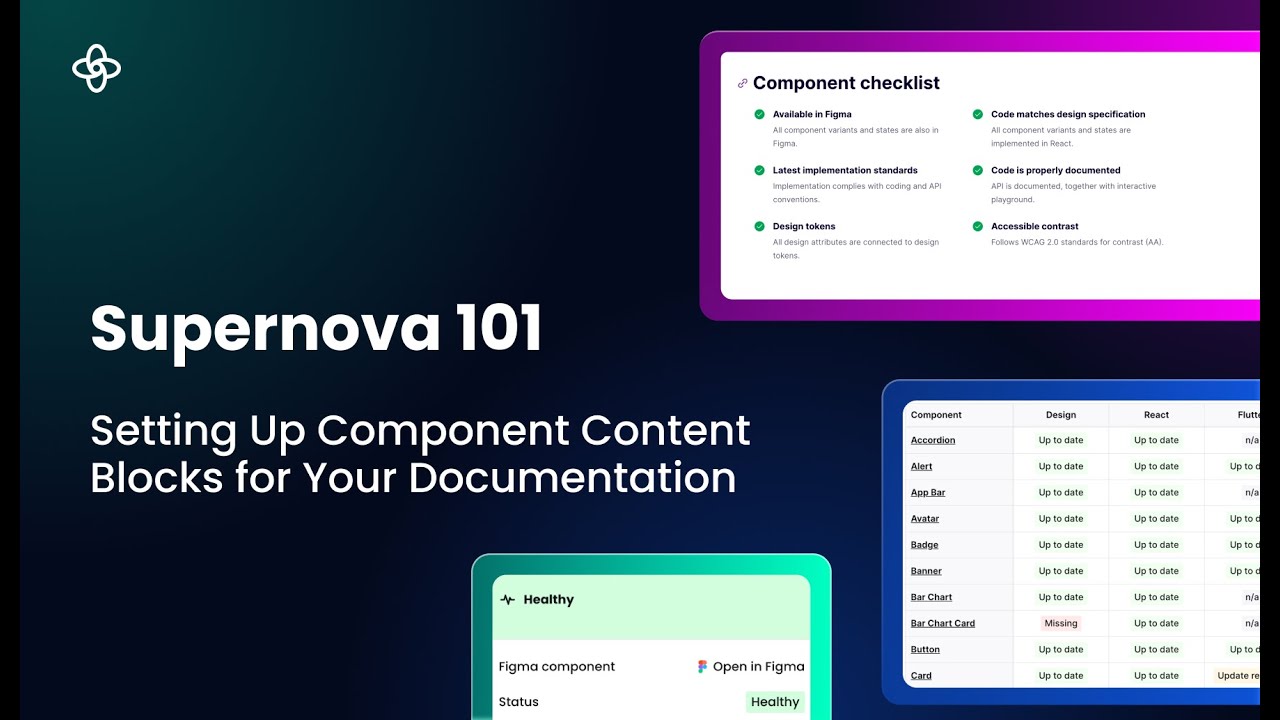 Supernova 101
Setting Up Component Content
Blocks for Your Documentation
Component checklist
Available in Figma
All component variants and states are also in
Figma.
Code matches design specification
All component variants and states are
implemented in React.
Latest implementation standards
Implementation complies with coding and API
conventions.
Code is properly documented
API is documented, together with interactive
playground.
Design tokens
All design attributes are connected to design
tokens.
Accessible contrast
Follows WCAG 2.0 standards for contrast (AA).
Component Design React Flutte
Accordion Up to date Up to date n/a
Alert Up to date Up to date Up to d
App Bar Up to date Up to date n/a
Avatar Up to date Up to date Up to d
Badge Up to date Up to date Up to d
Banner Up to date Up to date Up to d
Bar Chart Up to date Up to date n/a
Bar Chart Card Missing Up to date n/a
Button Up to date Up to date Up to d
Card Up to date Up to date Update re
Healthy
Figma component Open in Figma
Status Healthy